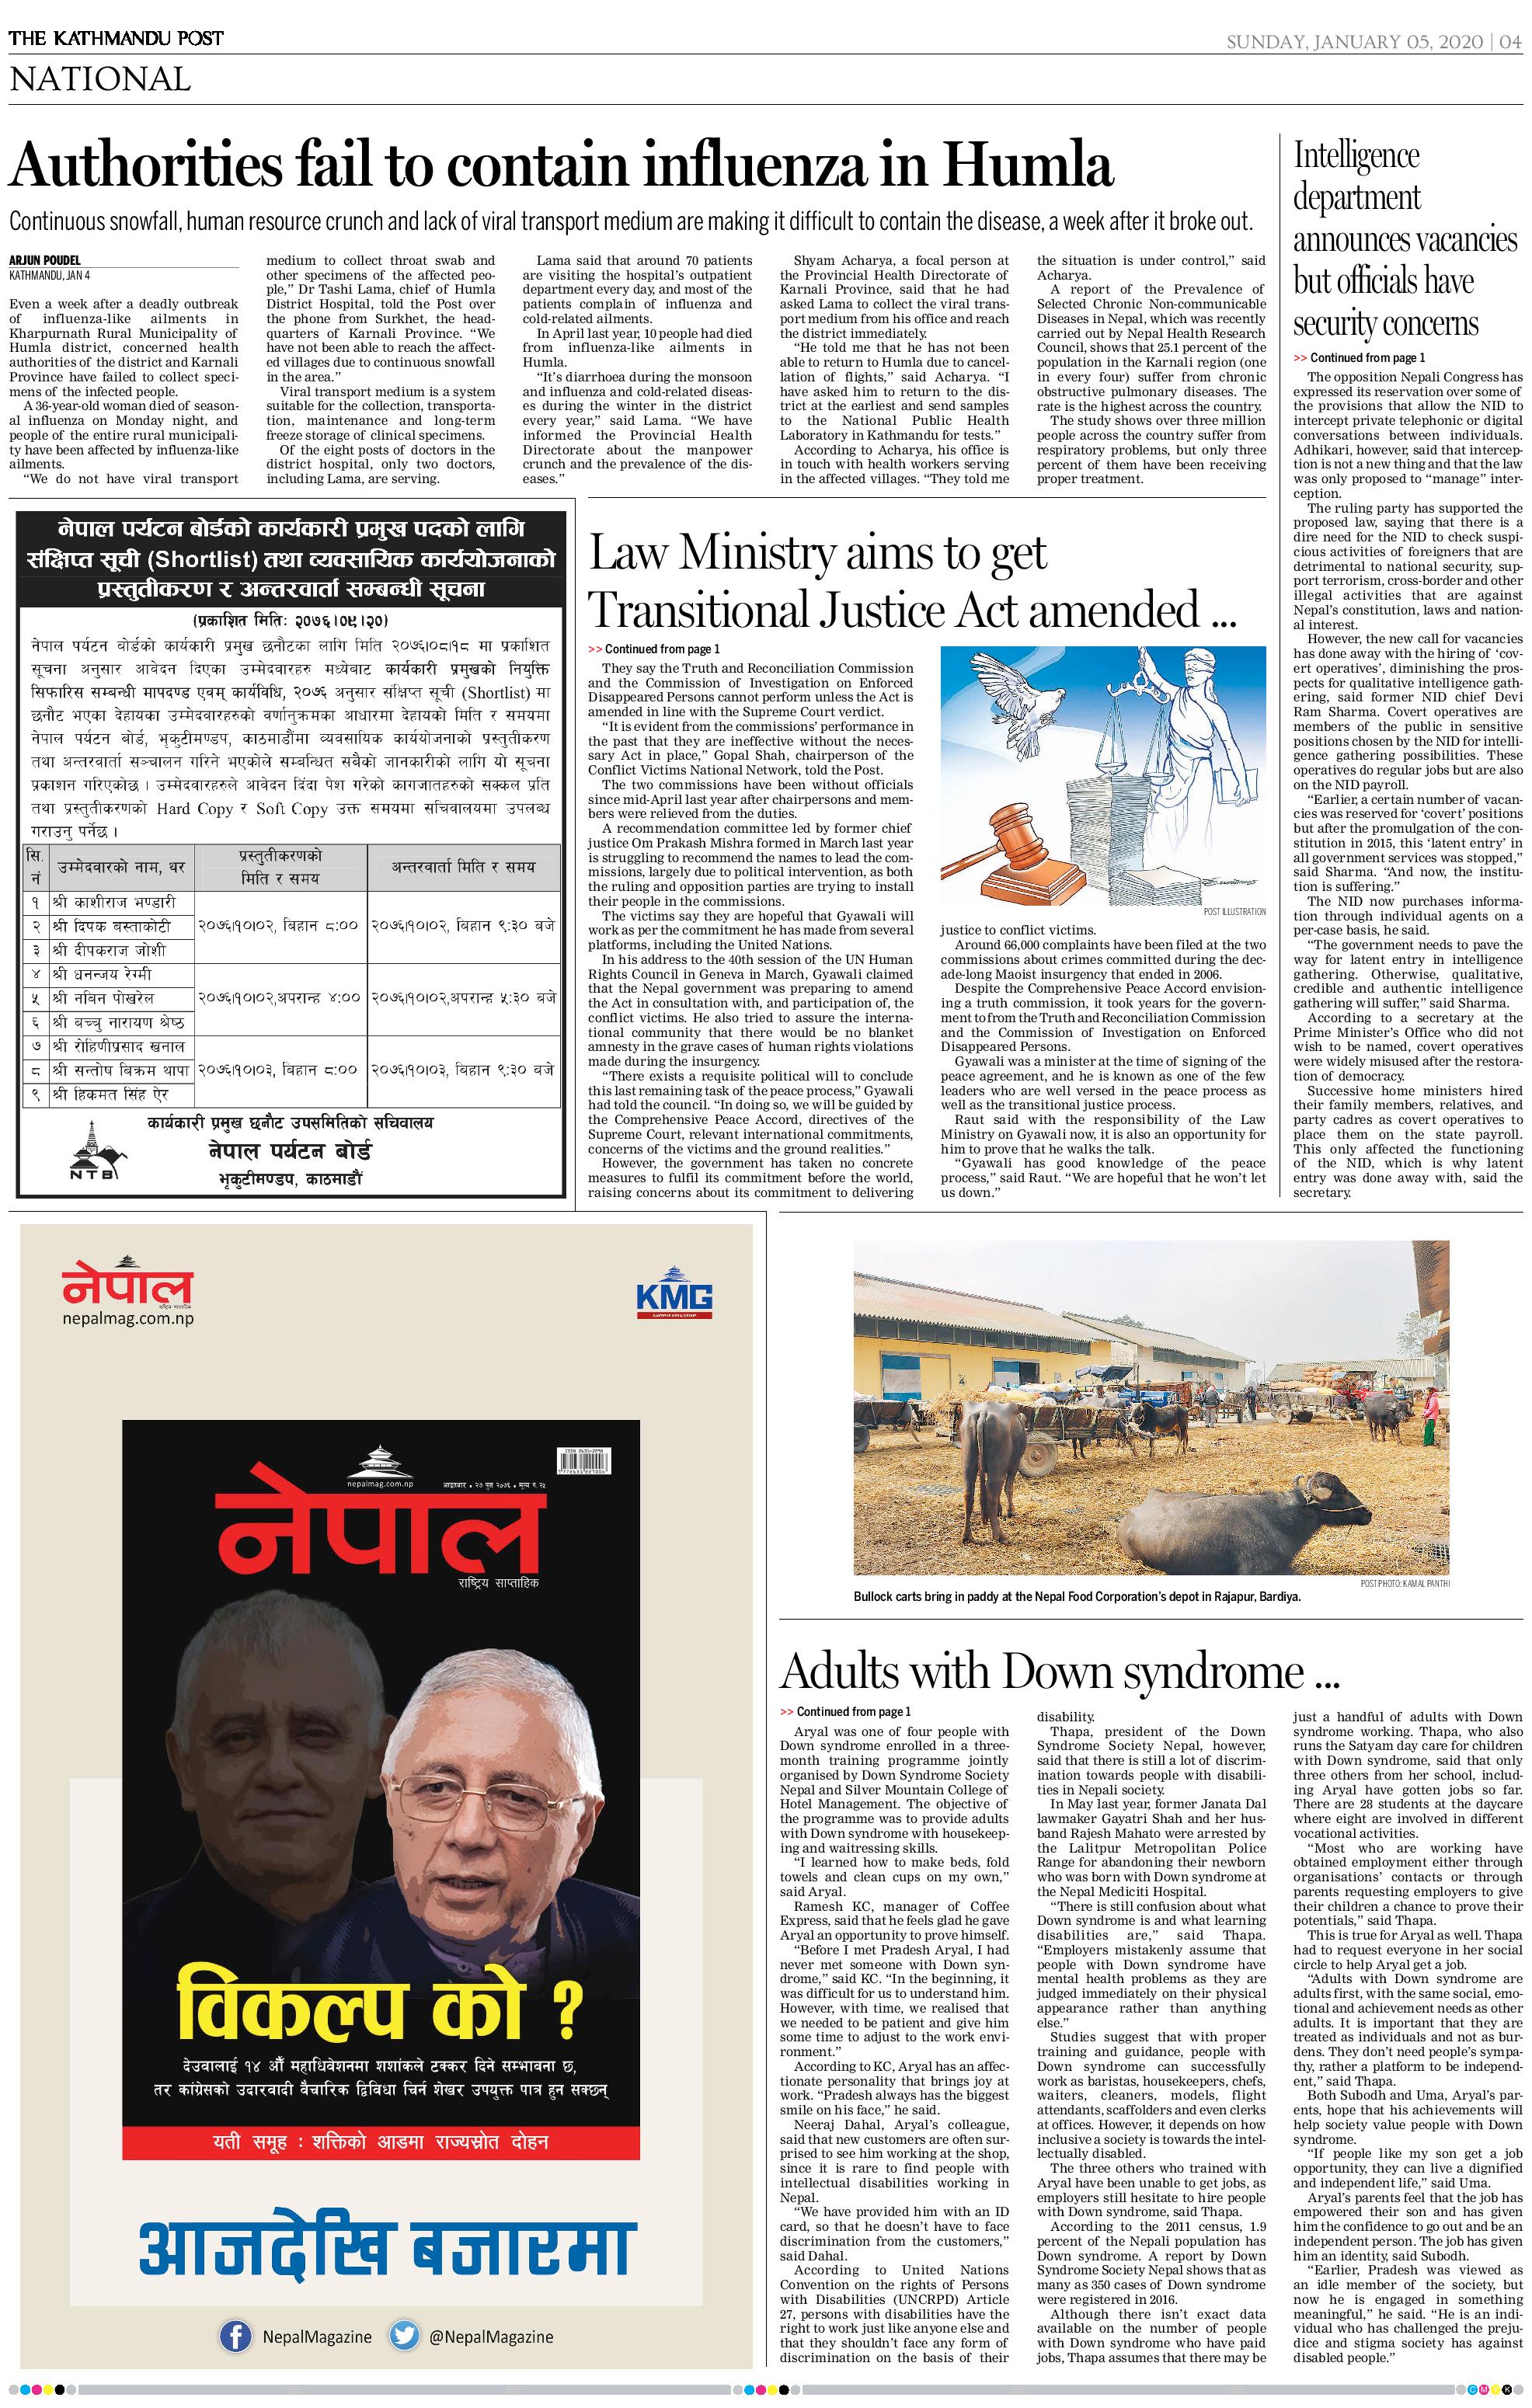 THE KATHMANDU POST
SUNDAY, JANUARY 05, 2020 | 04
NATIONAL
Authorities fail to contain influenza in Humla
Continuous snowfall, human resource crunch and lack of viral transport medium are making it difficult to contain the disease, a week after it broke out.
ARJUN POUDEL
KATHMANDU, JAN 4
Even a week after a deadly outbreak
of influenza-like ailments in
Kharpurnath Rural Municipality of
Humla district, concerned health
authorities of the district and Karnali
Province have failed to collect speci-
mens of the infected people.
A 36-year-old woman died of season-
al influenza on Monday night, and
people of the entire rural municipali-
ty have been affected by influenza-like
ailments.
“We do not have viral transport
medium to collect throat swab and
other specimens of the affected peo-
ple,” Dr Tashi Lama, chief of Humla
District Hospital, told the Post over
the phone from Surkhet, the head-
quarters of Karnali Province. “We
have not been able to reach the affect-
ed villages due to continuous snowfall
in the area.”
Viral transport medium is a system
suitable for the collection, transporta-
tion, maintenance and long-term
freeze storage of clinical specimens.
Of the eight posts of doctors in the
district hospital, only two doctors,
including Lama, are serving.
Lama said that around 70 patients
are visiting the hospital’s outpatient
department every day, and most of the
patients complain of influenza and
cold-related ailments.
In April last year, 10 people had died
from influenza-like ailments in
Humla.
“It’s diarrhoea during the monsoon
and influenza and cold-related diseas-
es during the winter in the district
every year,” said Lama. “We have
informed the Provincial Health
Directorate about the manpower
crunch and the prevalence of the dis-
eases.”
Shyam Acharya, a focal person at
the Provincial Health Directorate of
Karnali Province, said that he had
asked Lama to collect the viral trans-
port medium from his office and reach
the district immediately.
“He told me that he has not been
able to return to Humla due to cancel-
lation of flights,” said Acharya. “I
have asked him to return to the dis-
trict at the earliest and send samples
to the National Public Health
Laboratory in Kathmandu for tests.”
According to Acharya, his office is
in touch with health workers serving
in the affected villages. “They told me
the situation is under control,” said
Acharya.
A report of the Prevalence of
Selected Chronic Non-communicable
Diseases in Nepal, which was recently
carried out by Nepal Health Research
Council, shows that 25.1 percent of the
population in the Karnali region (one
in every four) suffer from chronic
obstructive pulmonary diseases. The
rate is the highest across the country.
The study shows over three million
people across the country suffer from
respiratory problems, but only three
percent of them have been receiving
proper treatment.
Intelligence
department
announces vacancies
but officials have
security concerns
>> Continued from page 1
The opposition Nepali Congress has
expressed its reservation over some of
the provisions that allow the NID to
intercept private telephonic or digital
conversations between individuals.
Adhikari, however, said that intercep-
tion is not a new thing and that the law
was only proposed to “manage” inter-
ception.
The ruling party has supported the
proposed law, saying that there is a
dire need for the NID to check suspi-
cious activities of foreigners that are
detrimental to national security, sup-
port terrorism, cross-border and other
illegal activities that are against
Nepal’s constitution, laws and nation-
al interest.
However, the new call for vacancies
has done away with the hiring of ‘cov-
ert operatives’, diminishing the pros-
pects for qualitative intelligence gath-
ering, said former NID chief Devi
Ram Sharma. Covert operatives are
members of the public in sensitive
positions chosen by the NID for intelli-
gence gathering possibilities. These
operatives do regular jobs but are also
on the NID payroll.
“Earlier, a certain number of vacan-
cies was reserved for ‘covert’ positions
but after the promulgation of the con-
stitution in 2015, this ‘latent entry’ in
all government services was stopped,”
said Sharma. “And now, the institu-
tion is suffering.”
The NID now purchases informa-
tion through individual agents on a
per-case basis, he said.
“The government needs to pave the
way for latent entry in intelligence
gathering. Otherwise, qualitative,
credible and authentic intelligence
gathering will suffer,” said Sharma.
According to a secretary at the
Prime Minister’s Office who did not
wish to be named, covert operatives
were widely misused after the restora-
tion of democracy.
Successive home ministers hired
their family members, relatives, and
party cadres as covert operatives to
place them on the state payroll.
This only affected the functioning
of the NID, which is why latent
entry was done away with, said the
secretary.
नेपाल पर्यटन बोर्डको कार्यकारी प्रमुख पदको लागि
संक्षिप्त सूची (Shortlist) तथा व्यवसायिक कार्ययोजनाको
प्रस्तुतीकरण र अन्तरवार्ता सम्बन्धी सूचना
(प्रकाशित मितिः २०७६।०९।२०)
नेपाल पर्यटन बोर्डको कार्यकारी प्रमुख छनौटका लागि मिति २०७६।०८।१८ मा प्रकाशित
सूचना अनुसार आवेदन दिएका उम्मेदवारहरु मध्येबाट कार्यकारी प्रमुखको नियुक्ति
सिफारिस सम्बन्धी मापदण्ड एवम् कार्यविधि, २०७६ अनुसार संक्षिप्त सूची (Shortlist) मा
छनौट भएका देहायका उम्मेदवारहरुको वर्णानुक्रमका आधारमा देहायको मिति र समयमा
नेपाल पर्यटन बोर्ड, भृकुटीमण्डप, काठमाडौंमा व्यवसायिक कार्ययोजनाको प्रस्तुतीकरण
तथा अन्तरवार्ता सञ्चालन गरिने भएकोले सम्बन्धित सबैको जानकारीको लागि यो सूचना
प्रकाशन गरिएकोछ । उम्मेदवारहरुले आवेदन दिंदा पेश गरेको कागजातहरुको सक्कल प्रति
तथा प्रस्तुतीकरणको Hard Copy र Soft Copy उक्त समयमा सचिवालयमा उपलब्ध
गराउनु पर्नेछ ।
सि. नं उम्मेदवारको नाम, थर प्रस्तुतीकरणको मिति र समय अन्तरवार्ता मिति र समय
१ श्री काशीराज भण्डारी
२ श्री दिपक बस्ताकोटी २०७६।१०।०२, बिहान ८:०० २०७६।१०।०२, बिहान ९:३० बजे
३ श्री दीपकराज जोशी
४ श्री धनन्जय रेग्मी
५ श्री नबिन पोखरेल २०७६।१०।०२,अपरान्ह ४:०० २०७६।१०।०२,अपरान्ह ५:३० बजे
६ श्री बच्चु नारायण श्रेष्ठ
७ श्री रोहिणीप्रसाद खनाल
८ श्री सन्तोष बिक्रम थापा २०७६।१०।०३, बिहान ८:०० २०७६।१०।०३, बिहान ९:३० बजे
९ श्री हिकमत सिंह ऐर
कार्यकारी प्रमुख छनौट उपसमितिको सचिवालय
नेपाल पर्यटन बोर्ड
भृकुटीमण्डप, काठमाडौं
NTB
Law Ministry aims to get
Transitional Justice Act amended ...
>> Continued from page 1
They say the Truth and Reconciliation Commission
and the Commission of Investigation on Enforced
Disappeared Persons cannot perform unless the Act is
amended in line with the Supreme Court verdict.
“It is evident from the commissions’ performance in
the past that they are ineffective without the neces-
sary Act in place,” Gopal Shah, chairperson of the
Conflict Victims National Network, told the Post.
The two commissions have been without officials
since mid-April last year after chairpersons and mem-
bers were relieved from the duties.
A recommendation committee led by former chief
justice Om Prakash Mishra formed in March last year
is struggling to recommend the names to lead the com-
missions, largely due to political intervention, as both
the ruling and opposition parties are trying to install
their people in the commissions.
The victims say they are hopeful that Gyawali will
work as per the commitment he has made from several
platforms, including the United Nations.
In his address to the 40th session of the UN Human
Rights Council in Geneva in March, Gyawali claimed
that the Nepal government was preparing to amend
the Act in consultation with, and participation of, the
conflict victims. He also tried to assure the interna-
tional community that there would be no blanket
amnesty in the grave cases of human rights violations
made during the insurgency.
“There exists a requisite political will to conclude
this last remaining task of the peace process,” Gyawali
had told the council. “In doing so, we will be guided by
the Comprehensive Peace Accord, directives of the
Supreme Court, relevant international commitments,
concerns of the victims and the ground realities.”
However, the government has taken no concrete
measures to fulfil its commitment before the world,
raising concerns about its commitment to delivering
POST ILLUSTRATION
justice to conflict victims.
Around 66,000 complaints have been filed at the two
commissions about crimes committed during the dec-
ade-long Maoist insurgency that ended in 2006.
Despite the Comprehensive Peace Accord envision-
ing a truth commission, it took years for the govern-
ment to from the Truth and Reconciliation Commission
and the Commission of Investigation on Enforced
Disappeared Persons.
Gyawali was a minister at the time of signing of the
peace agreement, and he is known as one of the few
leaders who are well versed in the peace process as
well as the transitional justice process.
Raut said with the responsibility of the Law
Ministry on Gyawali now, it is also an opportunity for
him to prove that he walks the talk.
“Gyawali has good knowledge of the peace
process,” said Raut. “We are hopeful that he won’t let
us down.”
नेपाल
nepalmag.com.np
KMG
nepalmag.com.np
आइतबार • २० पुस २०७६ • मूल्य रु. २५
नेपाल
राष्ट्रिय साप्ताहिक
विकल्प को ?
देउवालाई १४ औं महाधिवेशनमा शशांकले टक्कर दिने सम्भावना छ,
तर कांग्रेसको उदारवादी वैचारिक द्विबिधा चिर्न शेखर उपयुक्त पात्र हुन सक्छन्
यती समूह : शक्तिको आडमा राज्यस्रोत दोहन
आजदेखि बजारमा
NepalMagazine @NepalMagazine
POST PHOTO: KAMAL PANTHI
Bullock carts bring in paddy at the Nepal Food Corporation’s depot in Rajapur, Bardiya.
Adults with Down syndrome ...
>> Continued from page 1
Aryal was one of four people with
Down syndrome enrolled in a three-
month training programme jointly
organised by Down Syndrome Society
Nepal and Silver Mountain College of
Hotel Management. The objective of
the programme was to provide adults
with Down syndrome with housekeep-
ing and waitressing skills.
“I learned how to make beds, fold
towels and clean cups on my own,”
said Aryal.
Ramesh KC, manager of Coffee
Express, said that he feels glad he gave
Aryal an opportunity to prove himself.
“Before I met Pradesh Aryal, I had
never met someone with Down syn-
drome,” said KC. “In the beginning, it
was difficult for us to understand him.
However, with time, we realised that
we needed to be patient and give him
some time to adjust to the work envi-
ronment.”
According to KC, Aryal has an affec-
tionate personality that brings joy at
work. “Pradesh always has the biggest
smile on his face,” he said.
Neeraj Dahal, Aryal’s colleague,
said that new customers are often sur-
prised to see him working at the shop,
since it is rare to find people with
intellectual disabilities working in
Nepal.
“We have provided him with an ID
card, so that he doesn’t have to face
discrimination from the customers,”
said Dahal.
According to United Nations
Convention on the rights of Persons
with Disabilities (UNCRPD) Article
27, persons with disabilities have the
right to work just like anyone else and
that they shouldn’t face any form of
discrimination on the basis of their
disability.
Thapa, president of the Down
Syndrome Society Nepal, however,
said that there is still a lot of discrim-
ination towards people with disabili-
ties in Nepali society.
In May last year, former Janata Dal
lawmaker Gayatri Shah and her hus-
band Rajesh Mahato were arrested by
the Lalitpur Metropolitan Police
Range for abandoning their newborn
who was born with Down syndrome at
the Nepal Mediciti Hospital.
“There is still confusion about what
Down syndrome is and what learning
disabilities are,” said Thapa.
“Employers mistakenly assume that
people with Down syndrome have
mental health problems as they are
judged immediately on their physical
appearance rather than anything
else.”
Studies suggest that with proper
training and guidance, people with
Down syndrome can successfully
work as baristas, housekeepers, chefs,
waiters, cleaners, models, flight
attendants, scaffolders and even clerks
at offices. However, it depends on how
inclusive a society is towards the intel-
lectually disabled.
The three others who trained with
Aryal have been unable to get jobs, as
employers still hesitate to hire people
with Down syndrome, said Thapa.
According to the 2011 census, 1.9
percent of the Nepali population has
Down syndrome. A report by Down
Syndrome Society Nepal shows that as
many as 350 cases of Down syndrome
were registered in 2016.
Although there isn’t exact data
available on the number of people
with Down syndrome who have paid
jobs, Thapa assumes that there may be
just a handful of adults with Down
syndrome working. Thapa, who also
runs the Satyam day care for children
with Down syndrome, said that only
three others from her school, includ-
ing Aryal have gotten jobs so far.
There are 28 students at the daycare
where eight are involved in different
vocational activities.
“Most who are working have
obtained employment either through
organisations’ contacts or through
parents requesting employers to give
their children a chance to prove their
potentials,” said Thapa.
This is true for Aryal as well. Thapa
had to request everyone in her social
circle to help Aryal get a job.
“Adults with Down syndrome are
adults first, with the same social, emo-
tional and achievement needs as other
adults. It is important that they are
treated as individuals and not as bur-
dens. They don’t need people’s sympa-
thy, rather a platform to be independ-
ent,” said Thapa.
Both Subodh and Uma, Aryal’s par-
ents, hope that his achievements will
help society value people with Down
syndrome.
“If people like my son get a job
opportunity, they can live a dignified
and independent life,” said Uma.
Aryal’s parents feel that the job has
empowered their son and has given
him the confidence to go out and be an
independent person. The job has given
him an identity, said Subodh.
“Earlier, Pradesh was viewed as
an idle member of the society, but
now he is engaged in something
meaningful,” he said. “He is an indi-
vidual who has challenged the preju-
dice and stigma society has against
disabled people.”
C M Y K